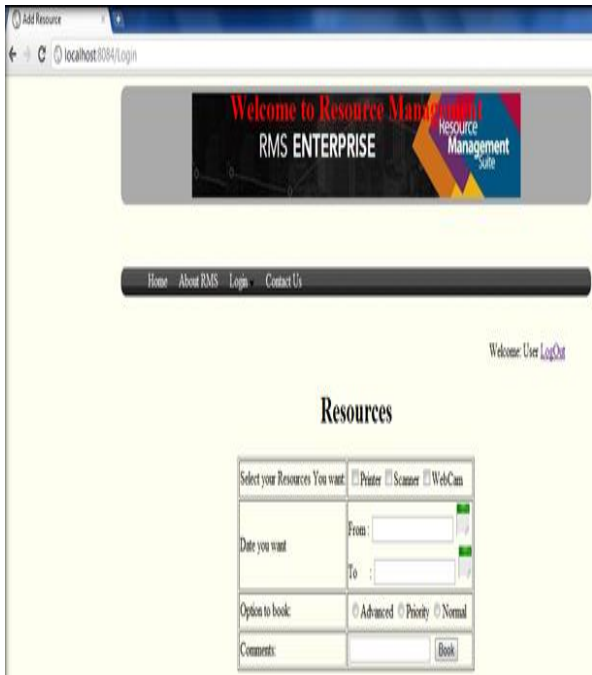 Add Resource
localhost:8084/Login
Welcome to Resource Management
RMS ENTERPRISE
Resource
Management
Suite
Home About RMS Login Contact Us
Welcome: User LogOut
Resources
Select your Resources You want: Printer Scanner WebCam
Date you want
From :
To :
Option to book: Advanced Priority Normal
Comments: Book